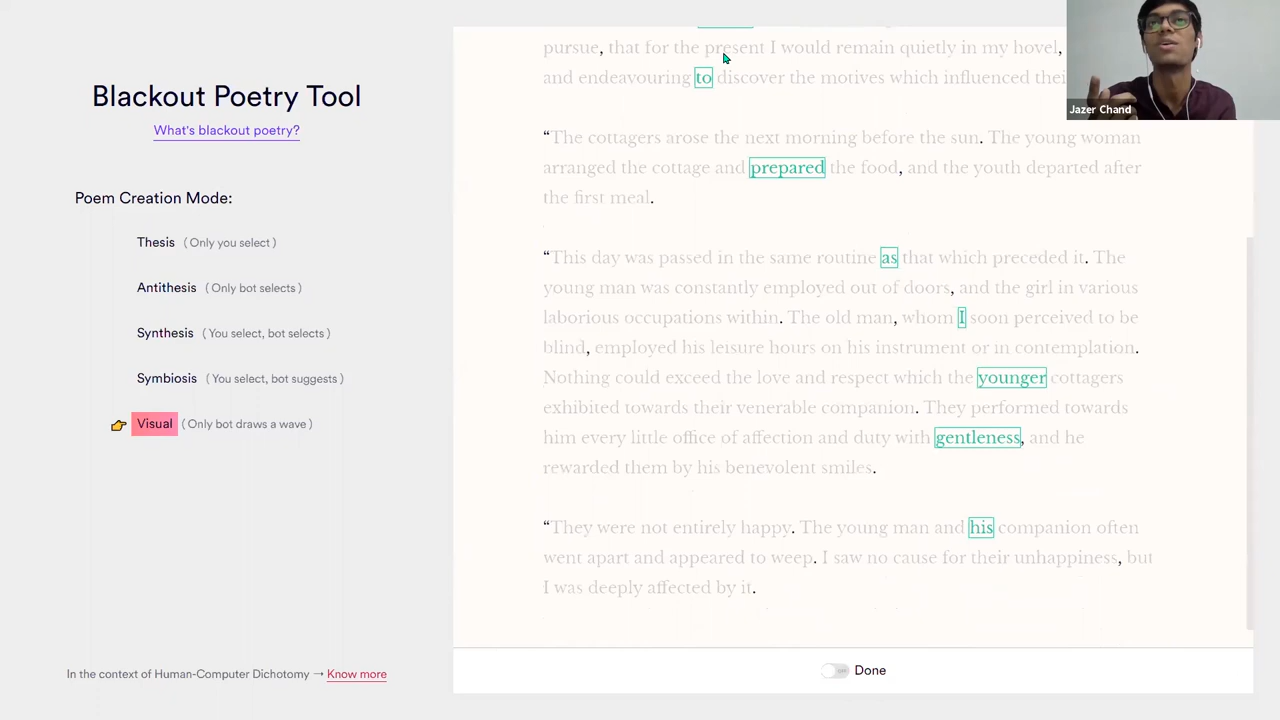 Blackout Poetry Tool
What's blackout poetry?
Poem Creation Mode:
Thesis (Only you select)
Antithesis (Only bot selects)
Synthesis (You select, bot selects)
Symbiosis (You select, bot suggests)
Visual (Only bot draws a wave)
In the context of Human-Computer Dichotomy → Know more
pursue, that for the present I would remain quietly in my hovel,
and endeavouring to discover the motives which influenced
“The cottagers arose the next morning before the sun. The young woman
arranged the cottage and prepared the food, and the youth departed after
the first meal.
“This day was passed in the same routine as that which preceded it. The
young man was constantly employed out of doors, and the girl in various
laborious occupations within. The old man, whom I soon perceived to be
blind, employed his leisure hours on his instrument or in contemplation.
Nothing could exceed the love and respect which the younger cottagers
exhibited towards their venerable companion. They performed towards
him every little office of affection and duty with gentleness, and he
rewarded them by his benevolent smiles.
“They were not entirely happy. The young man and his companion often
went apart and appeared to weep. I saw no cause for their unhappiness, but
I was deeply affected by it.
Done
Jazer Chand